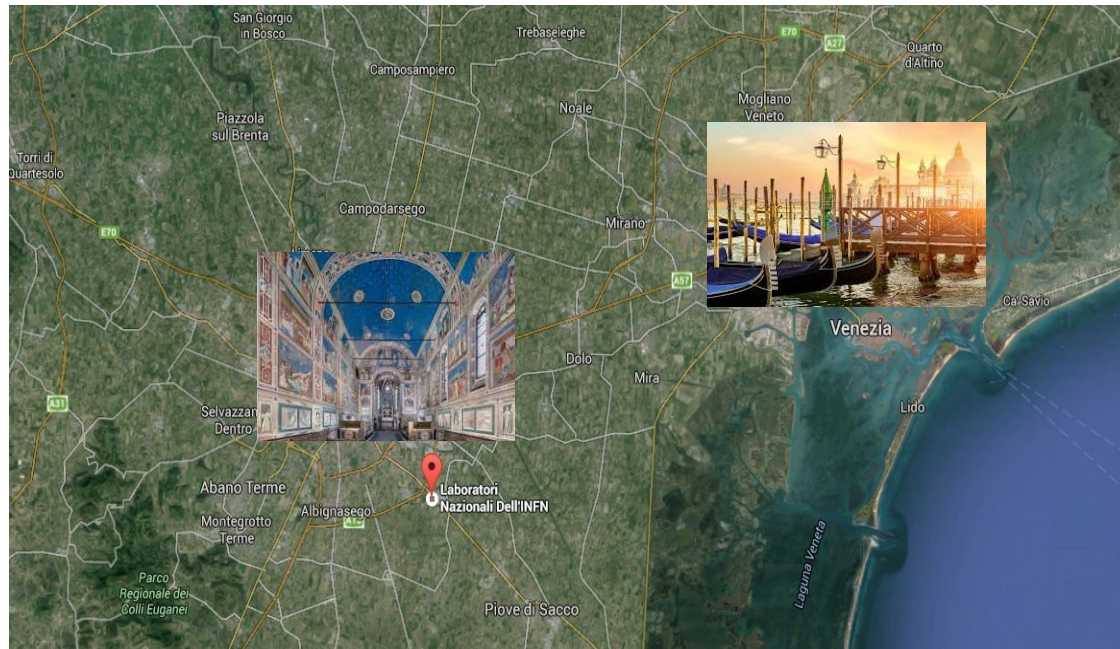 San Giorgio
in Bosco
Trebaseleghe
E70
A27
Quarto
d'Altino
Camposampiero
Noale
Mogliano
Veneto
Piazzola
sul Brenta
Torri di
Quartesolo
Campodarsego
Mirano
E70
A57
Ca' Savio
Venezia
Dolo
Mira
Lido
A31
Selvazzan
Dentro
Abano Terme
Laboratori
Nazionali Dell'INFN
Albignasego
Montegrotto
Terme
Parco
Regionale dei
Colli Euganei
Piove di Sacco
Laguna Veneta